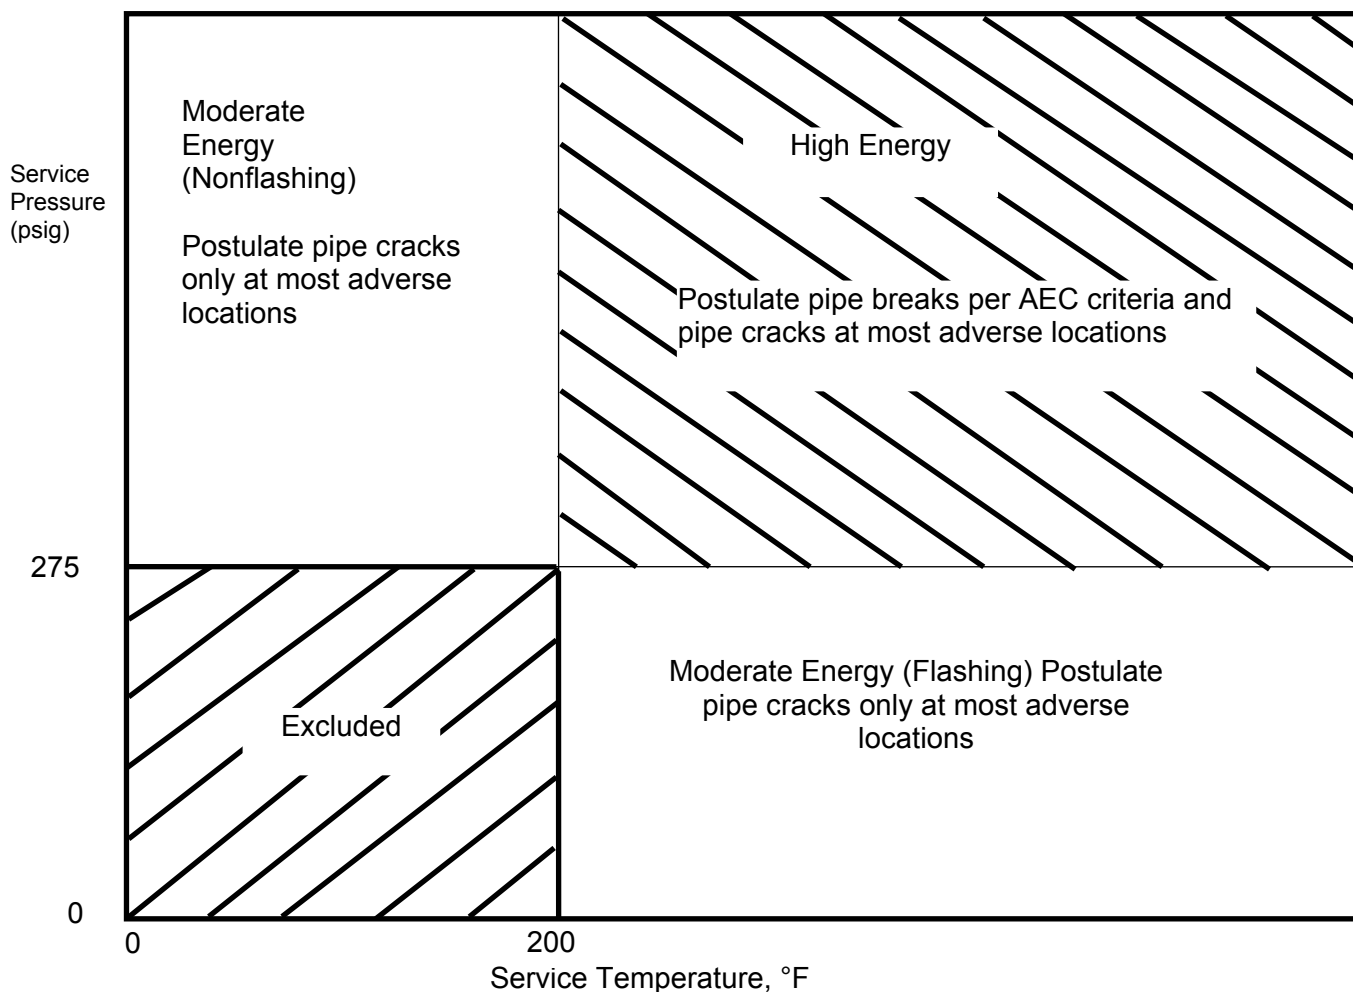 Moderate
Energy
(Nonflashing)
Postulate pipe cracks
only at most adverse
locations
High Energy
Service
Pressure
(psig)
Postulate pipe breaks per AEC criteria and
pipe cracks at most adverse locations
275
Moderate Energy (Flashing) Postulate
pipe cracks only at most adverse
locations
Excluded
0
0
200
Service Temperature, °F